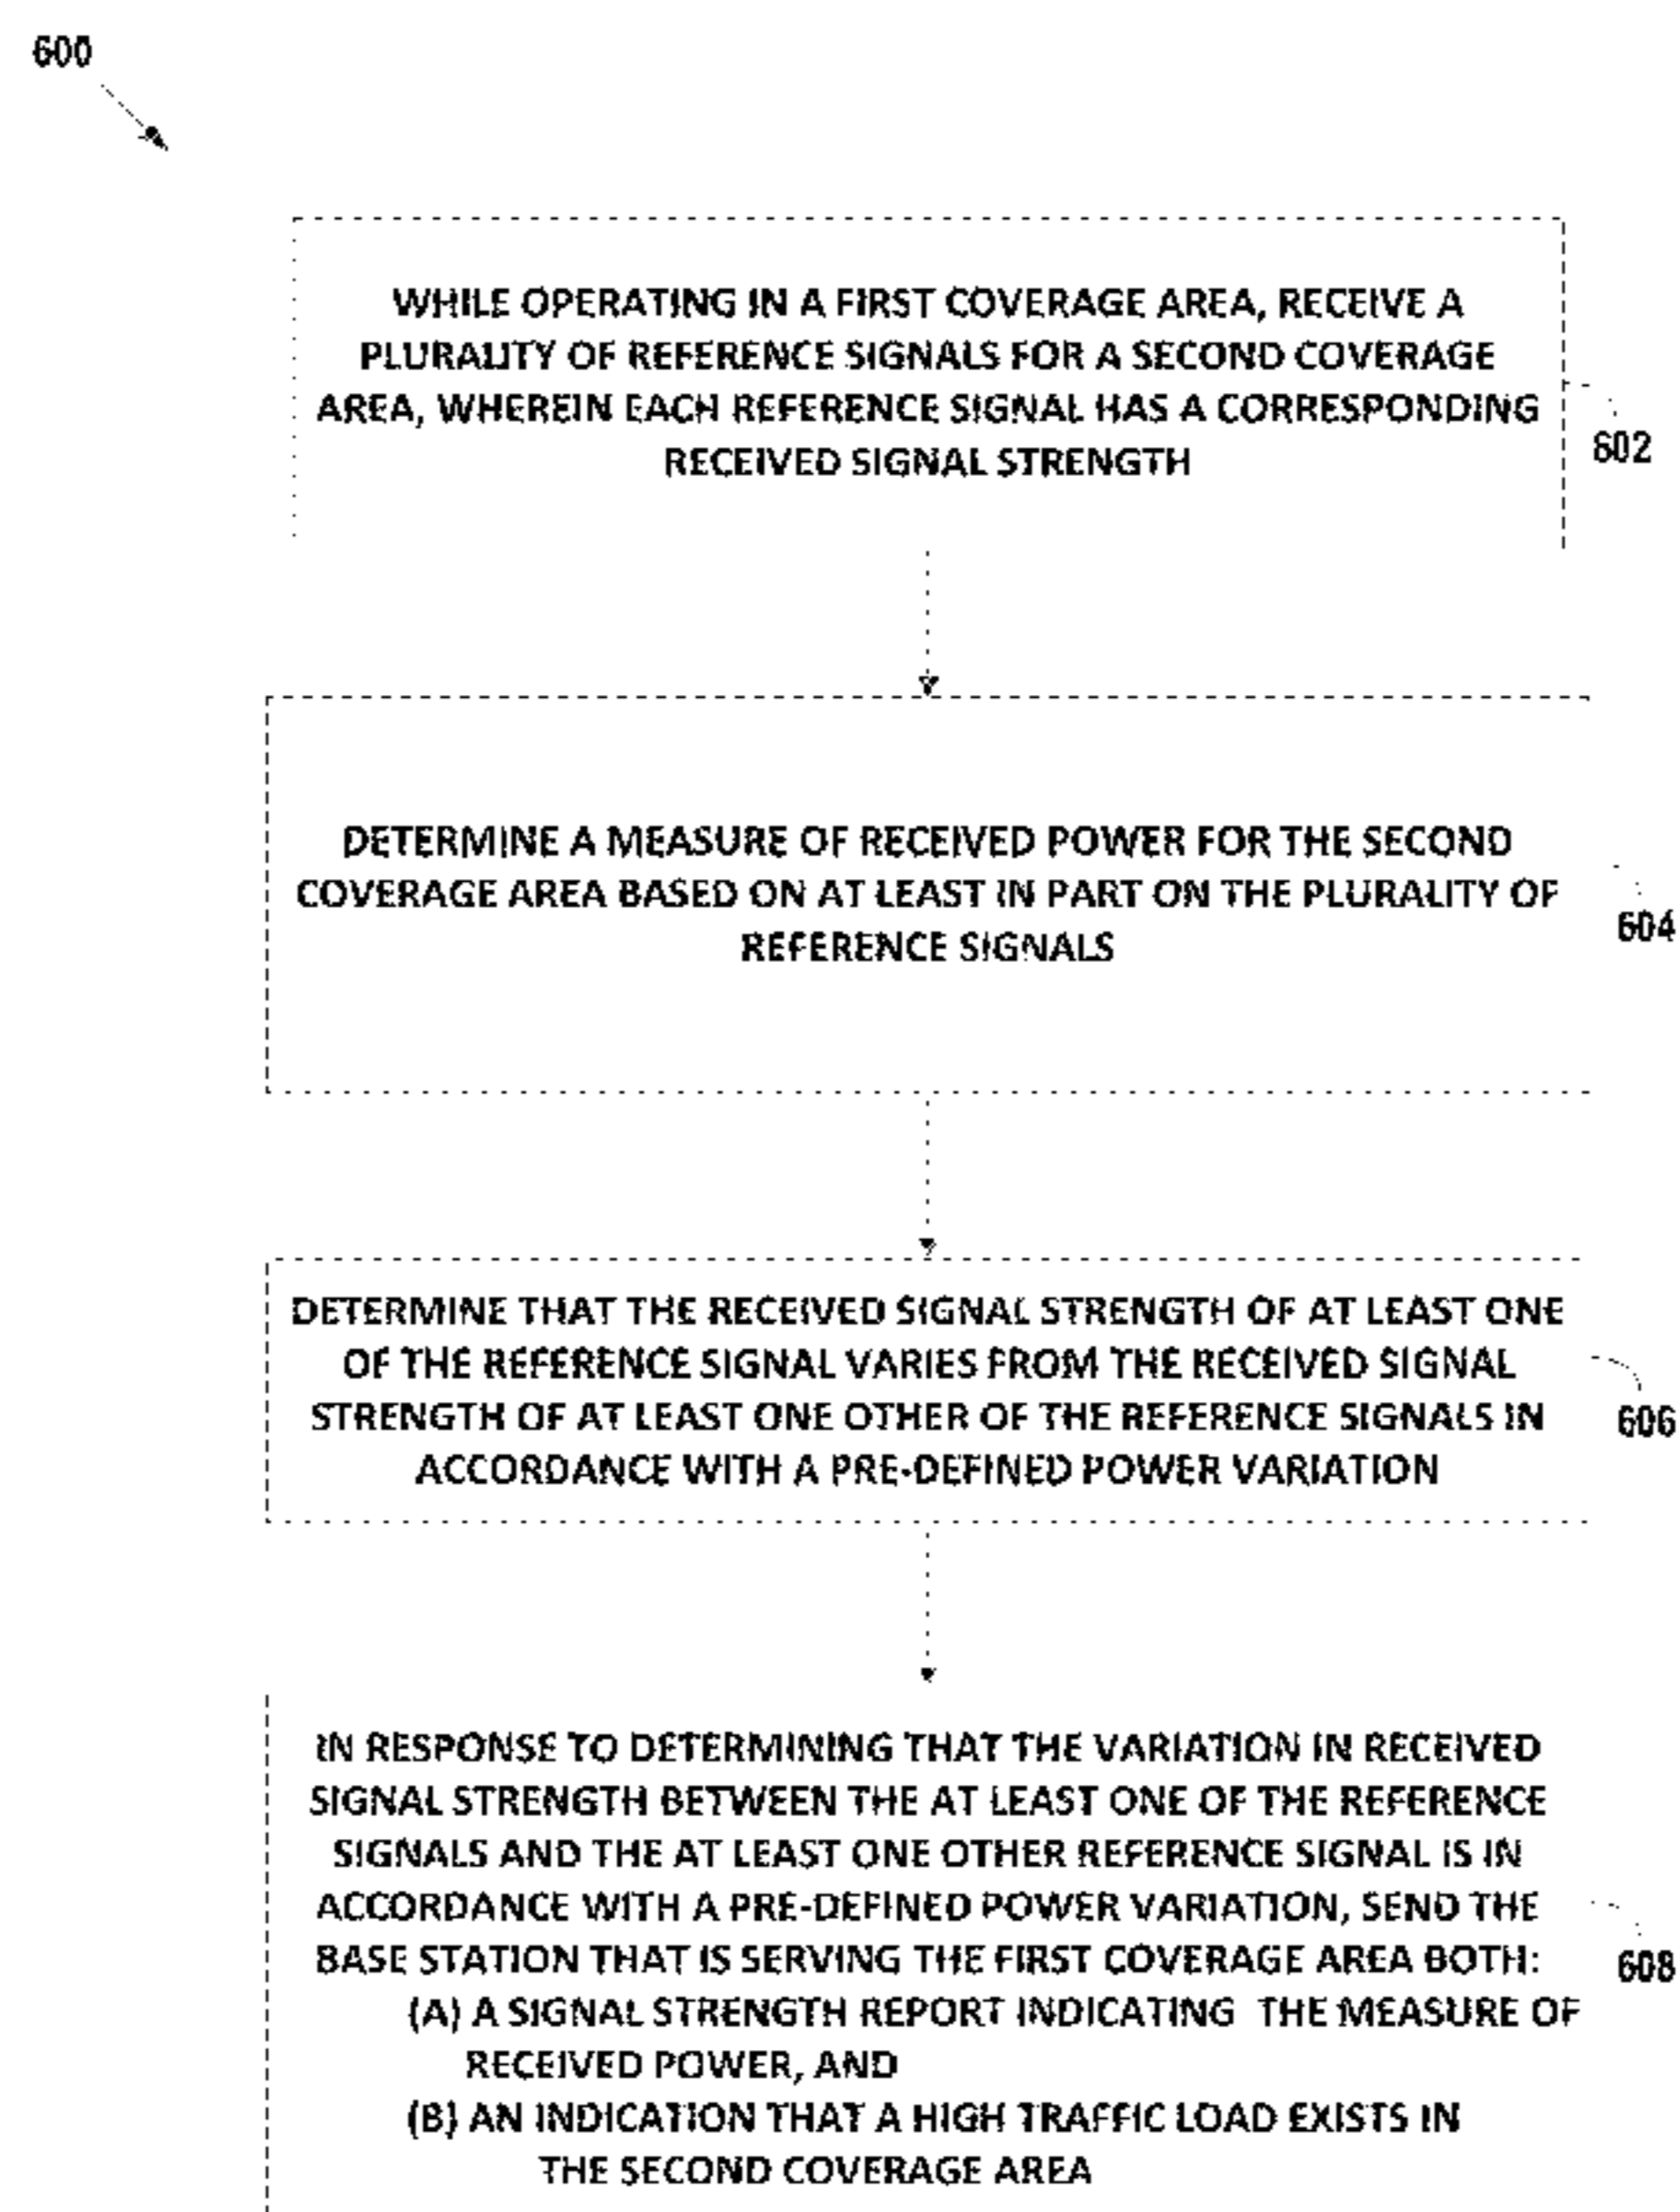 600
WHILE OPERATING IN A FIRST COVERAGE AREA, RECEIVE A
PLURALITY OF REFERENCE SIGNALS FOR A SECOND COVERAGE
AREA, WHEREIN EACH REFERENCE SIGNAL HAS A CORRESPONDING
RECEIVED SIGNAL STRENGTH
602
DETERMINE A MEASURE OF RECEIVED POWER FOR THE SECOND
COVERAGE AREA BASED ON AT LEAST IN PART ON THE PLURALITY OF
REFERENCE SIGNALS
604
DETERMINE THAT THE RECEIVED SIGNAL STRENGTH OF AT LEAST ONE
OF THE REFERENCE SIGNAL VARIES FROM THE RECEIVED SIGNAL
STRENGTH OF AT LEAST ONE OTHER OF THE REFERENCE SIGNALS IN
ACCORDANCE WITH A PRE-DEFINED POWER VARIATION
606
IN RESPONSE TO DETERMINING THAT THE VARIATION IN RECEIVED
SIGNAL STRENGTH BETWEEN THE AT LEAST ONE OF THE REFERENCE
SIGNALS AND THE AT LEAST ONE OTHER REFERENCE SIGNAL IS IN
ACCORDANCE WITH A PRE-DEFINED POWER VARIATION, SEND THE
BASE STATION THAT IS SERVING THE FIRST COVERAGE AREA BOTH:
(A) A SIGNAL STRENGTH REPORT INDICATING THE MEASURE OF
RECEIVED POWER, AND
(B) AN INDICATION THAT A HIGH TRAFFIC LOAD EXISTS IN
THE SECOND COVERAGE AREA
608